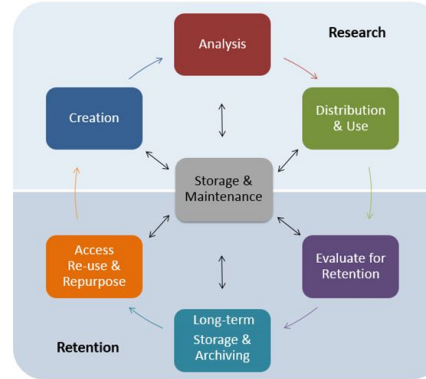 Research
Analysis
Creation
Distribution
& Use
Storage &
Maintenance
Access
Re-use &
Repurpose
Evaluate for
Retention
Long-term
Storage &
Archiving
Retention